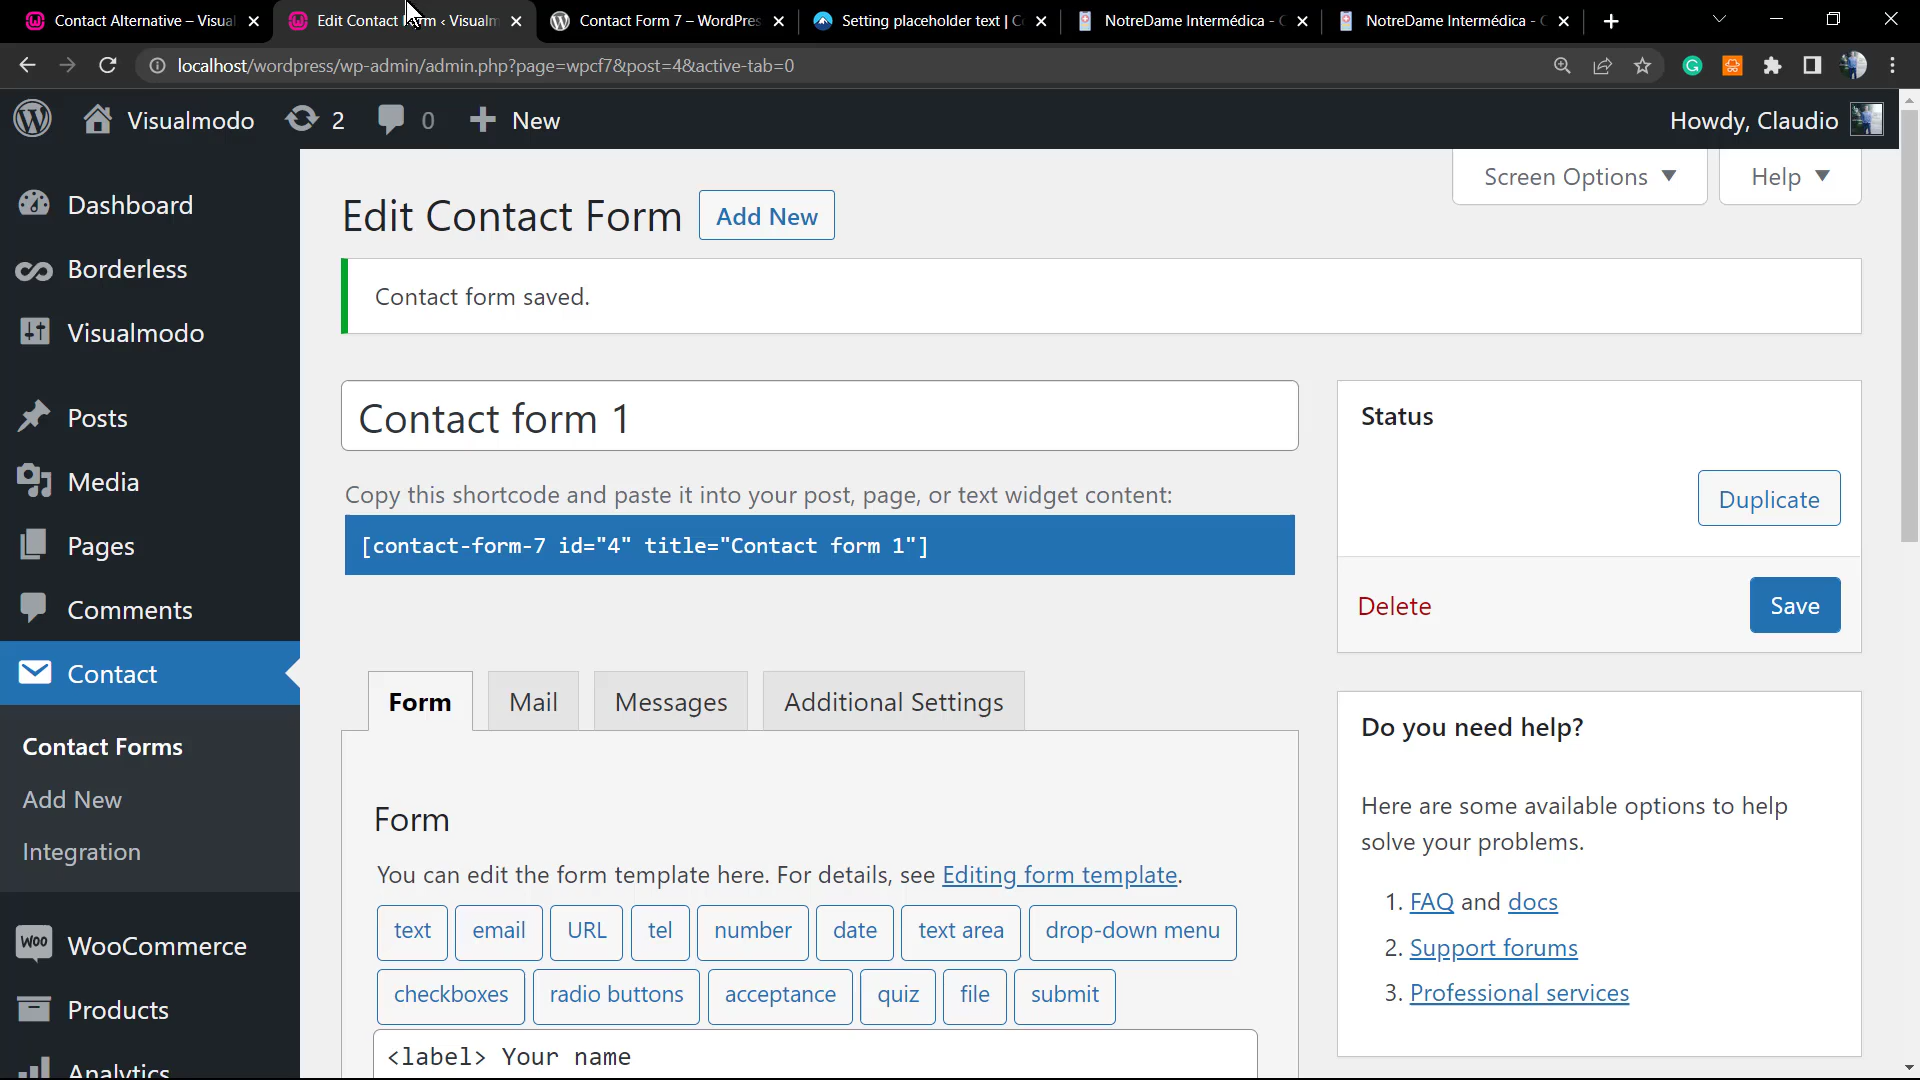 Contact Alternative – Visual
Edit Contact Form ‹ Visualm
Contact Form 7 – WordPres
Setting placeholder text | Co
NotreDame Intermédica - C
NotreDame Intermédica - C
localhost/wordpress/wp-admin/admin.php?page=wpcf7&post=4&active-tab=0
Visualmodo
2
0
New
Howdy, Claudio
Dashboard
Borderless
Visualmodo
Posts
Media
Pages
Comments
Contact
Contact Forms
Add New
Integration
WooCommerce
Products
Analytics
Screen Options
Help
Edit Contact Form
Add New
Contact form saved.
Contact form 1
Copy this shortcode and paste it into your post, page, or text widget content:
[contact-form-7 id="4" title="Contact form 1"]
Form
Mail
Messages
Additional Settings
Form
You can edit the form template here. For details, see Editing form template.
text
email
URL
tel
number
date
text area
drop-down menu
checkboxes
radio buttons
acceptance
quiz
file
submit
<label> Your name
Status
Duplicate
Delete
Save
Do you need help?
Here are some available options to help
solve your problems.
1. FAQ and docs
2. Support forums
3. Professional services